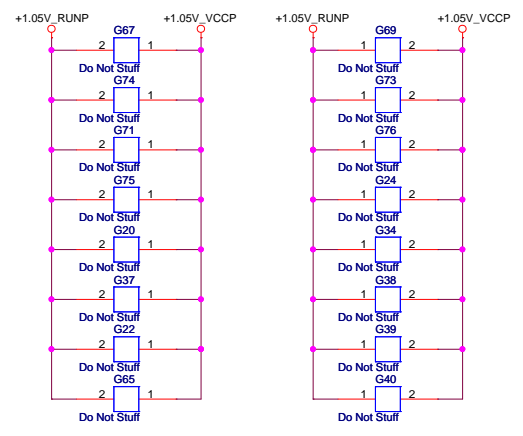 +1.05V_RUNP +1.05V_VCCP +1.05V_RUNP +1.05V_VCCP
G67 G69
2 1 1 2
Do Not Stuff Do Not Stuff
G74 G73
2 1 1 2
Do Not Stuff Do Not Stuff
G71 G76
2 1 1 2
Do Not Stuff Do Not Stuff
G75 G24
2 1 1 2
Do Not Stuff Do Not Stuff
G20 G34
2 1 1 2
Do Not Stuff Do Not Stuff
G37 G38
2 1 1 2
Do Not Stuff Do Not Stuff
G22 G39
2 1 1 2
Do Not Stuff Do Not Stuff
G65 G40
2 1 1 2
Do Not Stuff Do Not Stuff